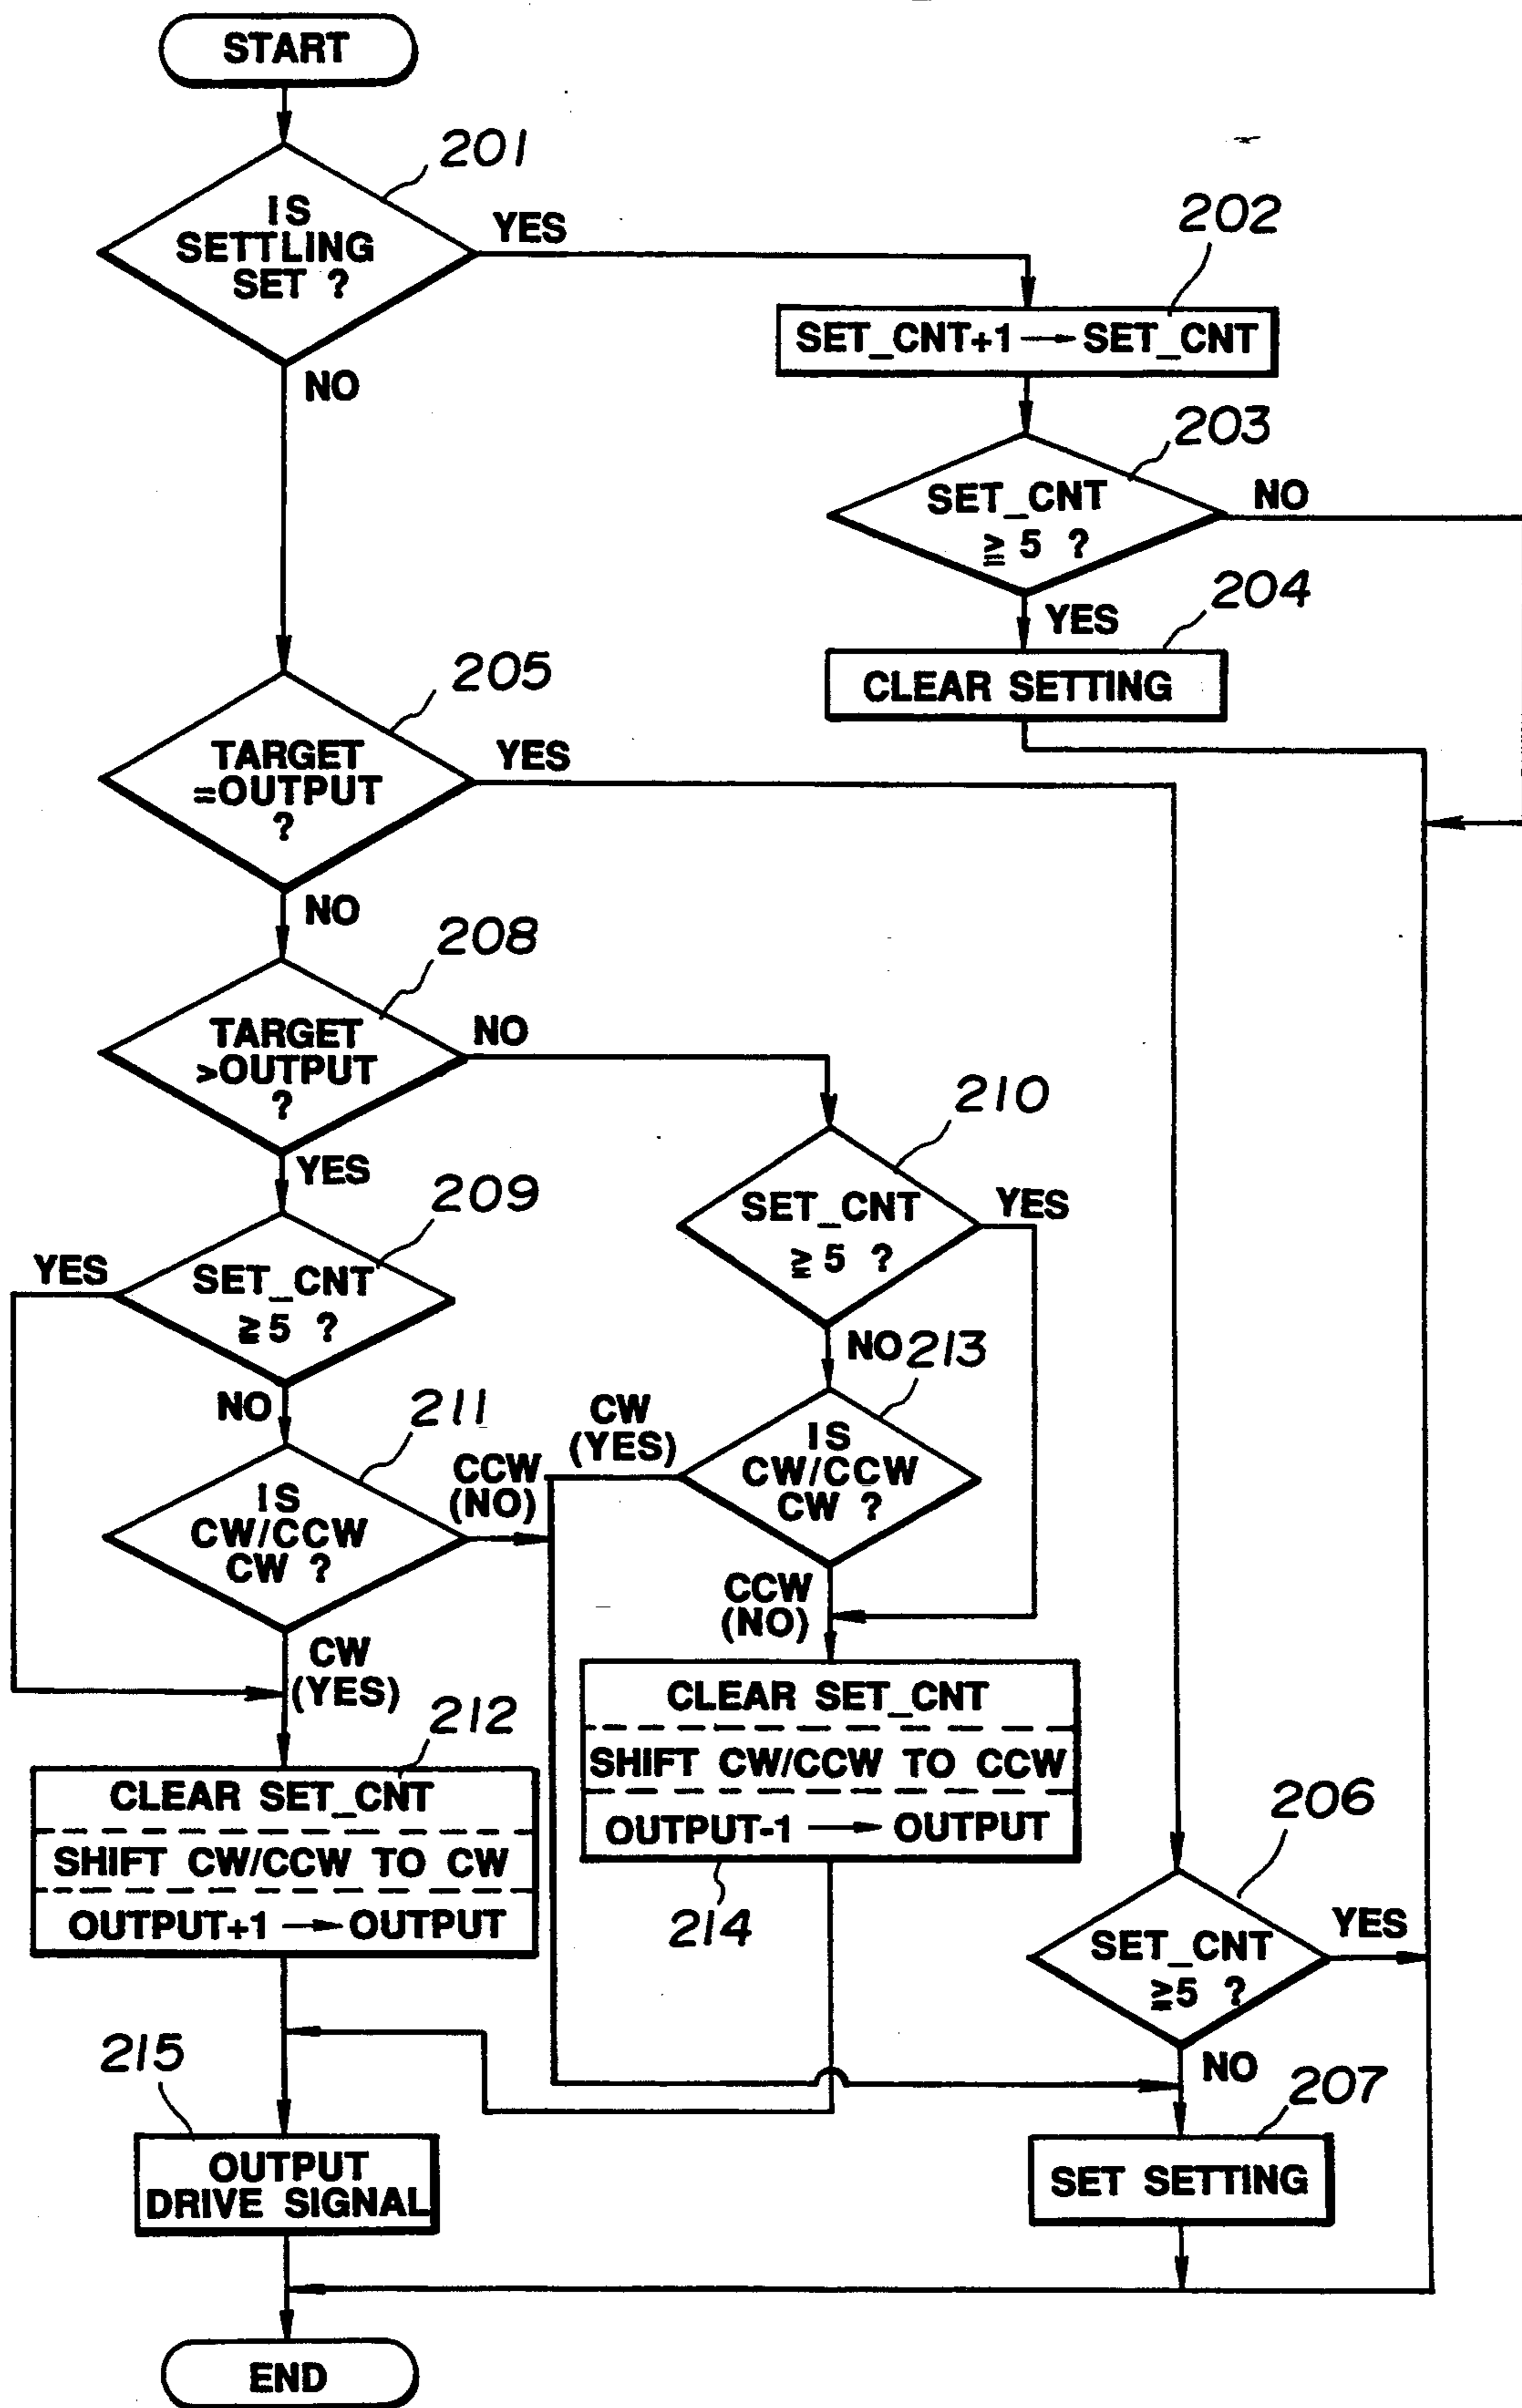 START
201
IS
SETTLING
SET ?
YES
NO
202
SET_CNT+1 → SET_CNT
203
SET_CNT
≧ 5 ?
NO
YES
204
CLEAR SETTING
205
TARGET
=OUTPUT
?
YES
NO
208
TARGET
>OUTPUT
?
NO
YES
209
SET_CNT
≧5 ?
YES
NO
210
SET_CNT
≧ 5 ?
YES
NO
211
IS
CW/CCW
CW ?
CCW
(NO)
CW
(YES)
213
IS
CW/CCW
CW ?
CW
(YES)
CCW
(NO)
212
CLEAR SET_CNT
SHIFT CW/CCW TO CW
OUTPUT+1 → OUTPUT
CLEAR SET_CNT
SHIFT CW/CCW TO CCW
OUTPUT-1 → OUTPUT
214
206
SET_CNT
≧5 ?
YES
NO
207
SET SETTING
215
OUTPUT
DRIVE SIGNAL
END